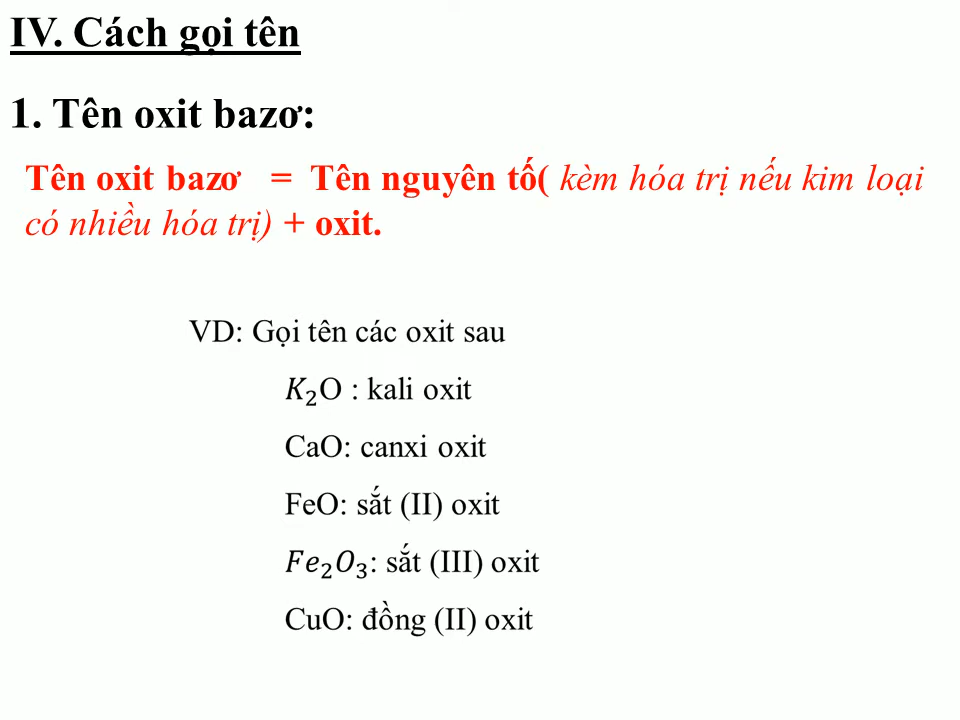 IV. Cách gọi tên
1. Tên oxit bazơ:
Tên oxit bazơ = Tên nguyên tố( kèm hóa trị nếu kim loại
có nhiều hóa trị) + oxit.
VD: Gọi tên các oxit sau
K₂O : kali oxit
CaO: canxi oxit
FeO: sắt (II) oxit
Fe₂O₃: sắt (III) oxit
CuO: đồng (II) oxit